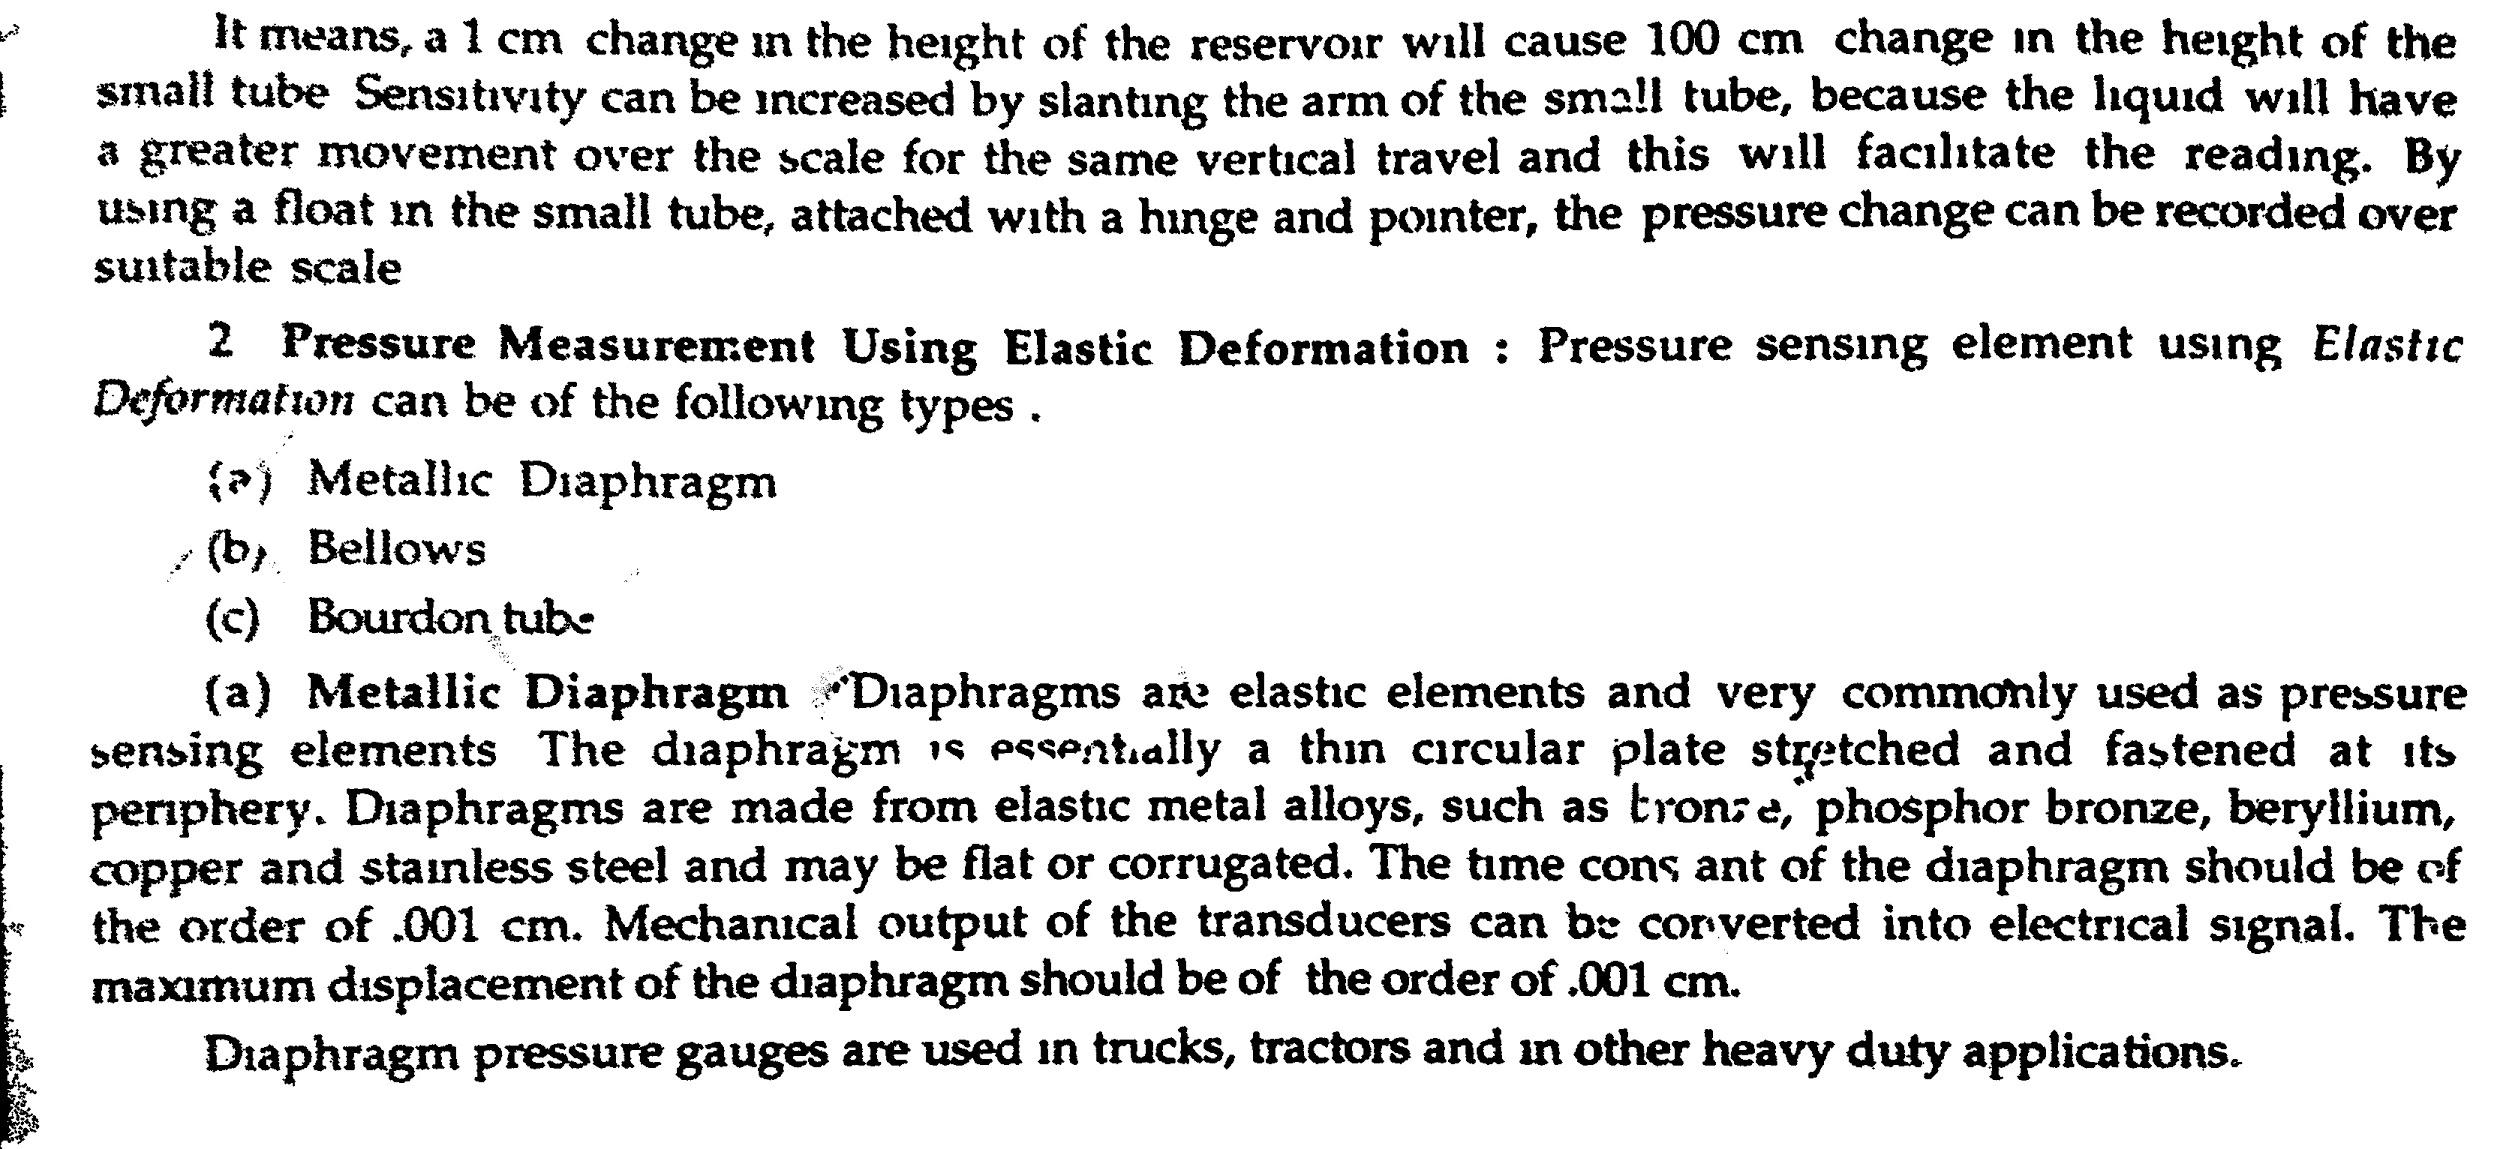 It means, a 1 cm change in the height of the reservoir will cause 100 cm change in the height of the
small tube Sensitivity can be increased by slanting the arm of the small tube, because the liquid will have
a greater movement over the scale for the same vertical travel and this will facilitate the reading. By
using a float in the small tube, attached with a hinge and pointer, the pressure change can be recorded over
suitable scale
2 Pressure Measurement Using Elastic Deformation : Pressure sensing element using Elastic
Deformation can be of the following types .
(a) Metallic Diaphragm
(b) Bellows
(c) Bourdon tube
(a) Metallic Diaphragm Diaphragms are elastic elements and very commonly used as pressure
sensing elements The diaphragm is essentially a thin circular plate stretched and fastened at its
periphery. Diaphragms are made from elastic metal alloys, such as bronze, phosphor bronze, beryllium,
copper and stainless steel and may be flat or corrugated. The time cons ant of the diaphragm should be of
the order of .001 cm. Mechanical output of the transducers can be converted into electrical signal. The
maximum displacement of the diaphragm should be of the order of .001 cm.
Diaphragm pressure gauges are used in trucks, tractors and in other heavy duty applications.